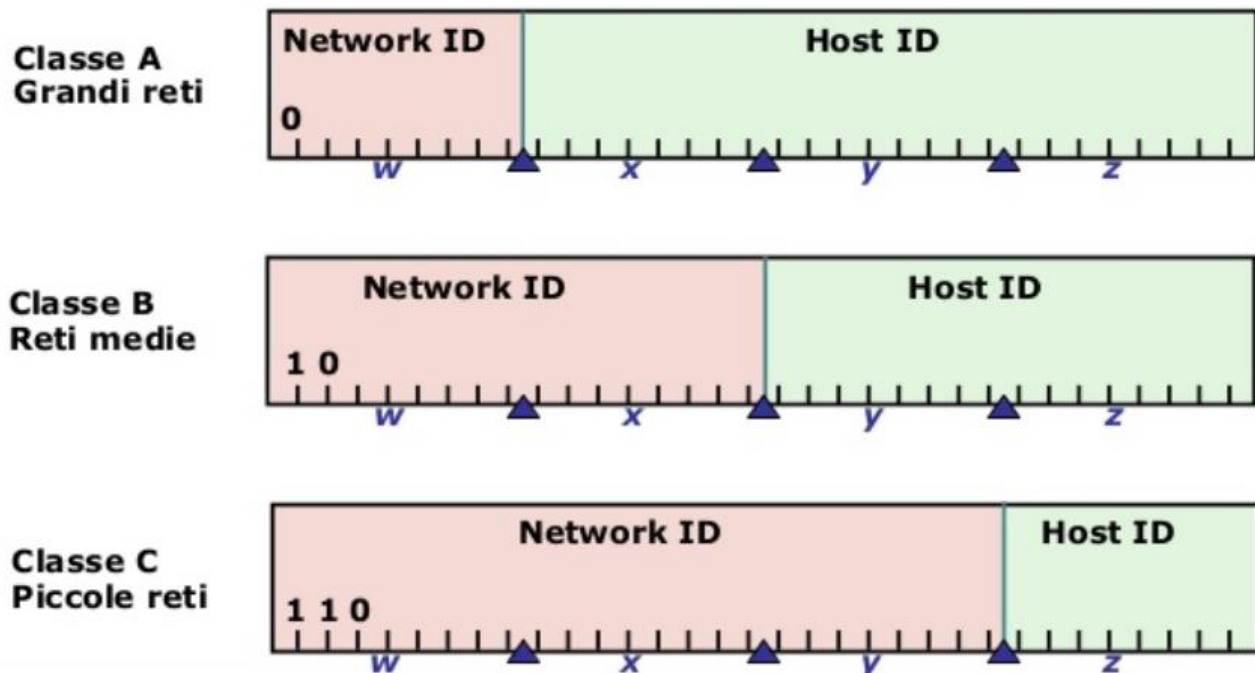 Classe A
Grandi reti
Network ID
Host ID
0
w x y z
Classe B
Reti medie
Network ID
Host ID
1 0
w x y z
Classe C
Piccole reti
Network ID
Host ID
1 1 0
w x y z